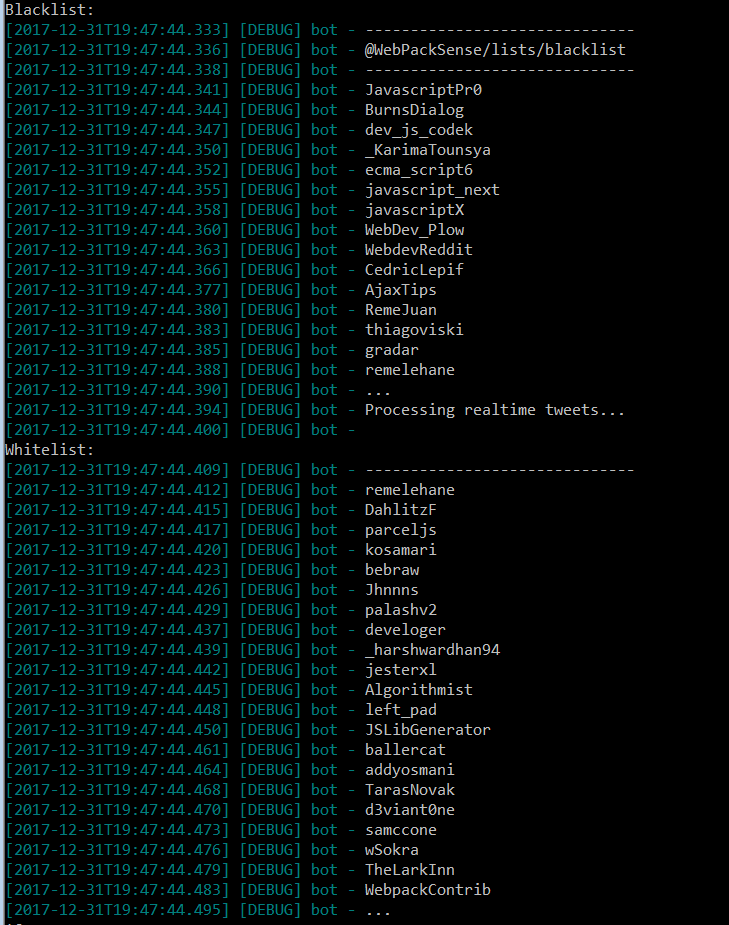 Blacklist:
[2017-12-31T19:47:44.333] [DEBUG] bot - ------------------------------
[2017-12-31T19:47:44.336] [DEBUG] bot - @WebPackSense/lists/blacklist
[2017-12-31T19:47:44.338] [DEBUG] bot - ------------------------------
[2017-12-31T19:47:44.341] [DEBUG] bot - JavascriptPr0
[2017-12-31T19:47:44.344] [DEBUG] bot - BurnsDialog
[2017-12-31T19:47:44.347] [DEBUG] bot - dev_js_codek
[2017-12-31T19:47:44.350] [DEBUG] bot - _KarimaTounsya
[2017-12-31T19:47:44.352] [DEBUG] bot - ecma_script6
[2017-12-31T19:47:44.355] [DEBUG] bot - javascript_next
[2017-12-31T19:47:44.358] [DEBUG] bot - javascriptX
[2017-12-31T19:47:44.360] [DEBUG] bot - WebDev_Plow
[2017-12-31T19:47:44.363] [DEBUG] bot - WebdevReddit
[2017-12-31T19:47:44.366] [DEBUG] bot - CedricLepif
[2017-12-31T19:47:44.377] [DEBUG] bot - AjaxTips
[2017-12-31T19:47:44.380] [DEBUG] bot - RemeJuan
[2017-12-31T19:47:44.383] [DEBUG] bot - thiagoviski
[2017-12-31T19:47:44.385] [DEBUG] bot - gradar
[2017-12-31T19:47:44.388] [DEBUG] bot - remelehane
[2017-12-31T19:47:44.390] [DEBUG] bot - ...
[2017-12-31T19:47:44.394] [DEBUG] bot - Processing realtime tweets...
[2017-12-31T19:47:44.400] [DEBUG] bot -
Whitelist:
[2017-12-31T19:47:44.409] [DEBUG] bot - ------------------------------
[2017-12-31T19:47:44.412] [DEBUG] bot - remelehane
[2017-12-31T19:47:44.415] [DEBUG] bot - DahlitzF
[2017-12-31T19:47:44.417] [DEBUG] bot - parceljs
[2017-12-31T19:47:44.420] [DEBUG] bot - kosamari
[2017-12-31T19:47:44.423] [DEBUG] bot - bebraw
[2017-12-31T19:47:44.426] [DEBUG] bot - Jhnnns
[2017-12-31T19:47:44.429] [DEBUG] bot - palashv2
[2017-12-31T19:47:44.437] [DEBUG] bot - develoger
[2017-12-31T19:47:44.439] [DEBUG] bot - _harshwardhan94
[2017-12-31T19:47:44.442] [DEBUG] bot - jesterxl
[2017-12-31T19:47:44.445] [DEBUG] bot - Algorithmist
[2017-12-31T19:47:44.448] [DEBUG] bot - left_pad
[2017-12-31T19:47:44.450] [DEBUG] bot - JSLibGenerator
[2017-12-31T19:47:44.461] [DEBUG] bot - ballercat
[2017-12-31T19:47:44.464] [DEBUG] bot - addyosmani
[2017-12-31T19:47:44.468] [DEBUG] bot - TarasNovak
[2017-12-31T19:47:44.470] [DEBUG] bot - d3viant0ne
[2017-12-31T19:47:44.473] [DEBUG] bot - samccone
[2017-12-31T19:47:44.476] [DEBUG] bot - wSokra
[2017-12-31T19:47:44.479] [DEBUG] bot - TheLarkInn
[2017-12-31T19:47:44.483] [DEBUG] bot - WebpackContrib
[2017-12-31T19:47:44.495] [DEBUG] bot - ...